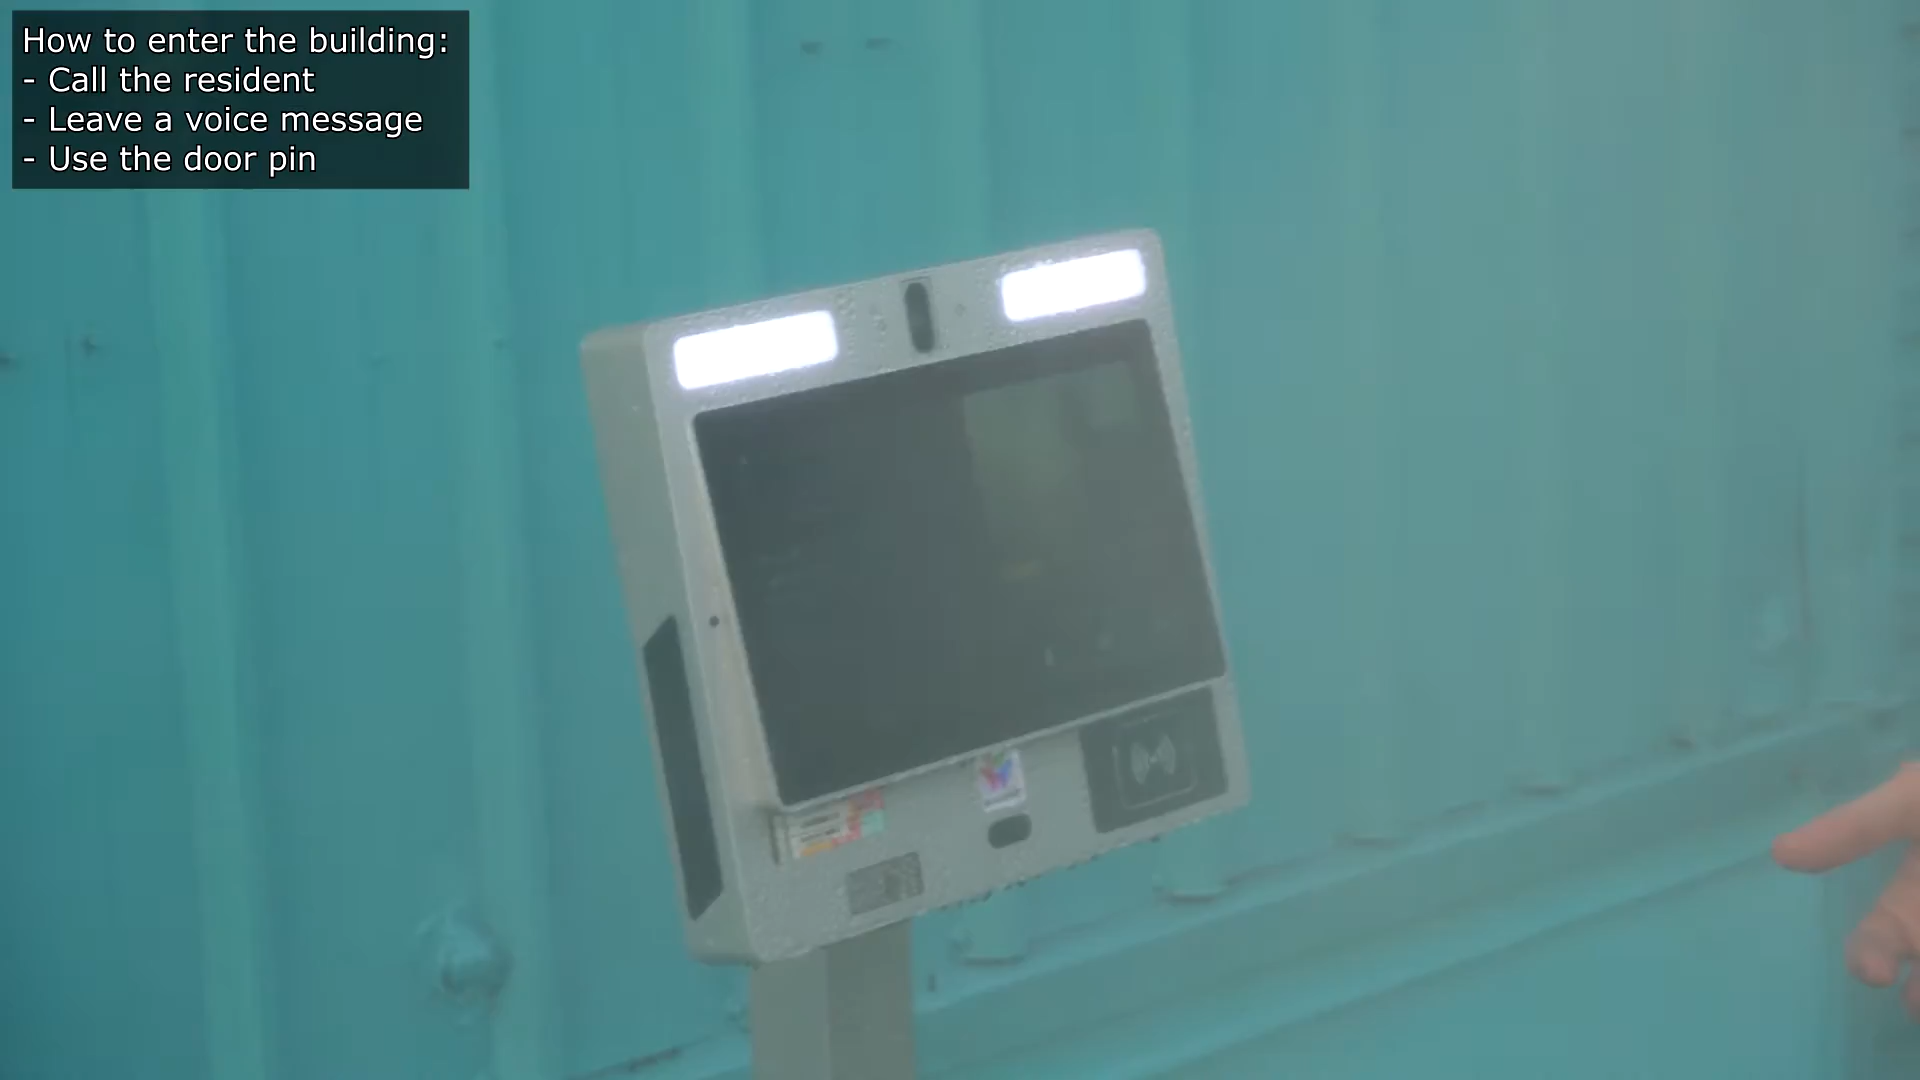 How to enter the building:
- Call the resident
- Leave a voice message
- Use the door pin